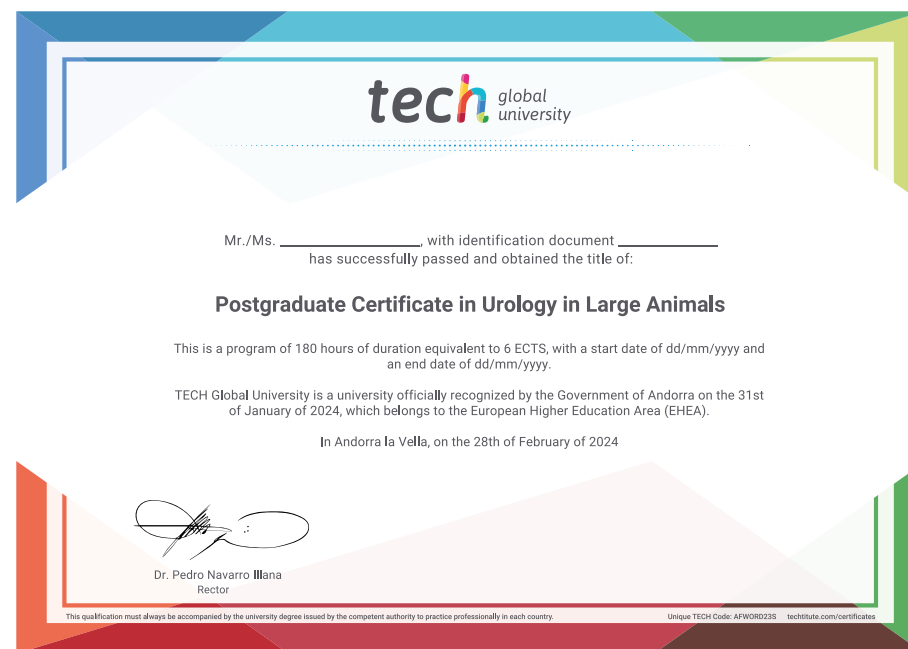 tech global
university
Mr./Ms. ____________, with identification document ____________
has successfully passed and obtained the title of:
Postgraduate Certificate in Urology in Large Animals
This is a program of 180 hours of duration equivalent to 6 ECTS, with a start date of dd/mm/yyyy and
an end date of dd/mm/yyyy.
TECH Global University is a university officially recognized by the Government of Andorra on the 31st
of January of 2024, which belongs to the European Higher Education Area (EHEA).
In Andorra la Vella, on the 28th of February of 2024
Dr. Pedro Navarro Illana
Rector
This qualification must always be accompanied by the university degree issued by the competent authority to practice professionally in each country. Unique TECH Code: AFWORD23S techtitute.com/certificates